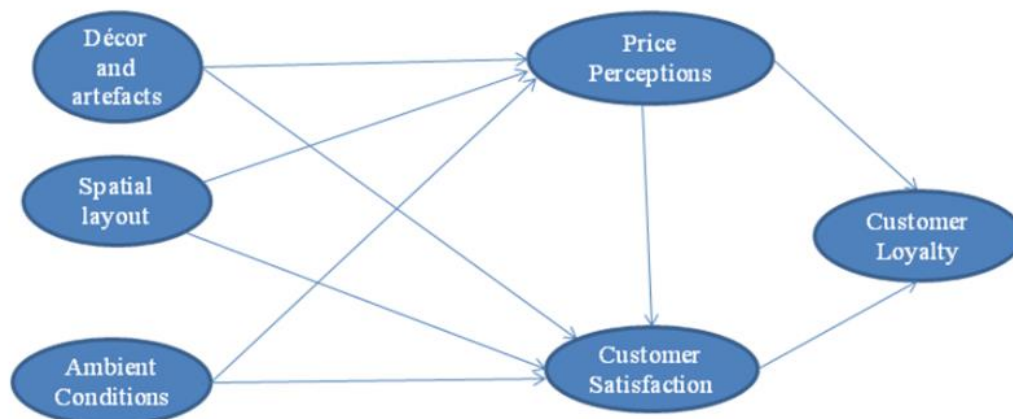 Décor
and
artefacts
Price
Perceptions
Spatial
layout
Customer
Loyalty
Ambient
Conditions
Customer
Satisfaction